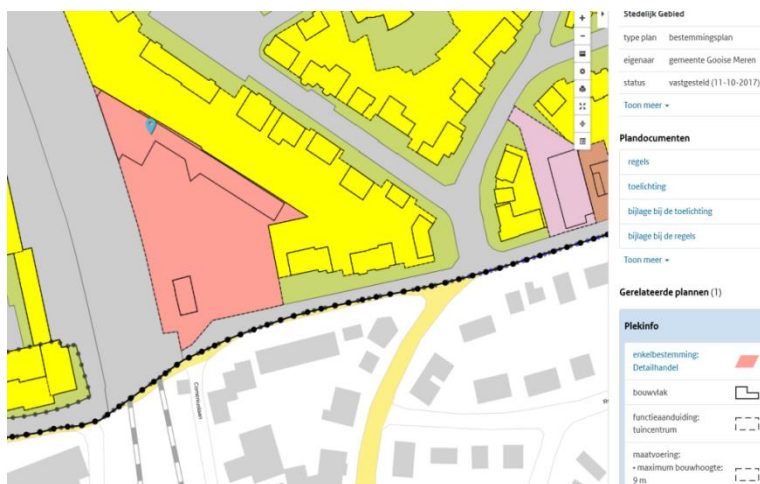 Stedelijk Gebied
type plan bestemmingsplan
eigenaar gemeente Gooise Meren
status vastgesteld (11-10-2017)
Toon meer
Plandocumenten
regels
toelichting
bijlage bij de toelichting
bijlage bij de regels
Toon meer
Gerelateerde plannen (1)
Plekinfo
enkelbestemming:
Detailhandel
bouwvlak
functieaanduiding:
tuincentrum
maatvoering:
• maximum bouwhoogte:
9 m